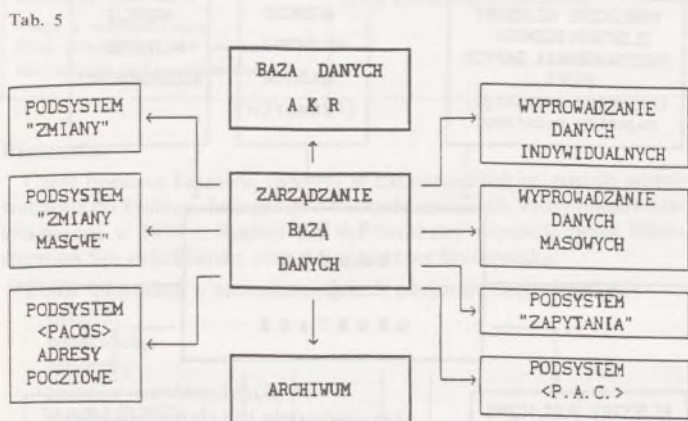 Tab. 5
BAZA DANYCH
A K R
PODSYSTEM
"ZMIANY"
WYPROWADZANIE
DANYCH
INDYWIDUALNYCH
PODSYSTEM
"ZMIANY
MASCWE"
ZARZĄDZANIE
BAZĄ
DANYCH
WYPROWADZANIE
DANYCH
MASOWYCH
PODSYSTEM
<PACOS>
ADRESY
POCZTOWE
PODSYSTEM
"ZAPYTANIA"
ARCHIWUM
PODSYSTEM
<P.A.C.>